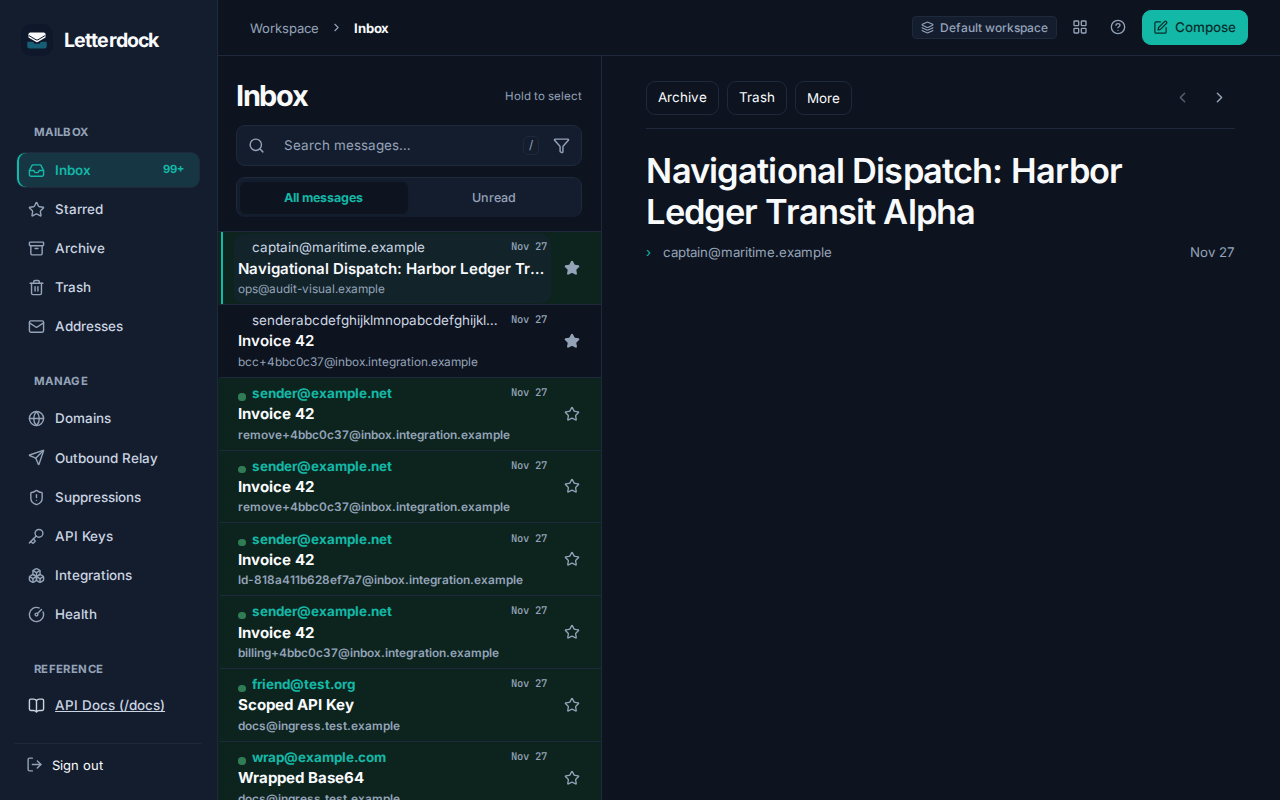 Letterdock
MAILBOX
Inbox 99+
Starred
Archive
Trash
Addresses
MANAGE
Domains
Outbound Relay
Suppressions
API Keys
Integrations
Health
REFERENCE
API Docs (/docs)
Sign out
Workspace > Inbox
Default workspace
Compose
Inbox
Hold to select
Search messages... /
All messages Unread
captain@maritime.example Nov 27
Navigational Dispatch: Harbor Ledger Tr...
ops@audit-visual.example
senderabcdefghijklmnopabcdefghijkl... Nov 27
Invoice 42
bcc+4bbc0c37@inbox.integration.example
sender@example.net Nov 27
Invoice 42
remove+4bbc0c37@inbox.integration.example
sender@example.net Nov 27
Invoice 42
remove+4bbc0c37@inbox.integration.example
sender@example.net Nov 27
Invoice 42
ld-818a411b628ef7a7@inbox.integration.example
sender@example.net Nov 27
Invoice 42
billing+4bbc0c37@inbox.integration.example
friend@test.org Nov 27
Scoped API Key
docs@ingress.test.example
wrap@example.com Nov 27
Wrapped Base64
docs@ingress.test.example
Archive Trash More
Navigational Dispatch: Harbor
Ledger Transit Alpha
› captain@maritime.example Nov 27